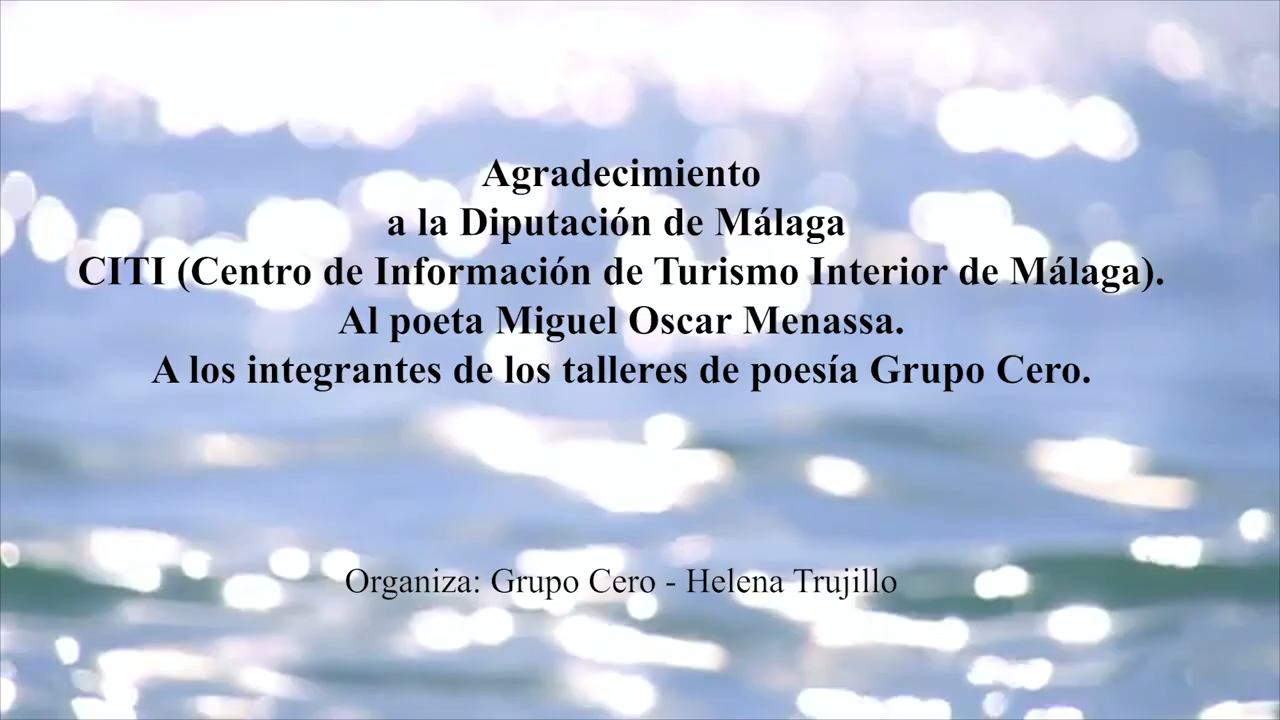 Agradecimiento
a la Diputación de Málaga
CITI (Centro de Información de Turismo Interior de Málaga).
Al poeta Miguel Oscar Menassa.
A los integrantes de los talleres de poesía Grupo Cero.
Organiza: Grupo Cero - Helena Trujillo